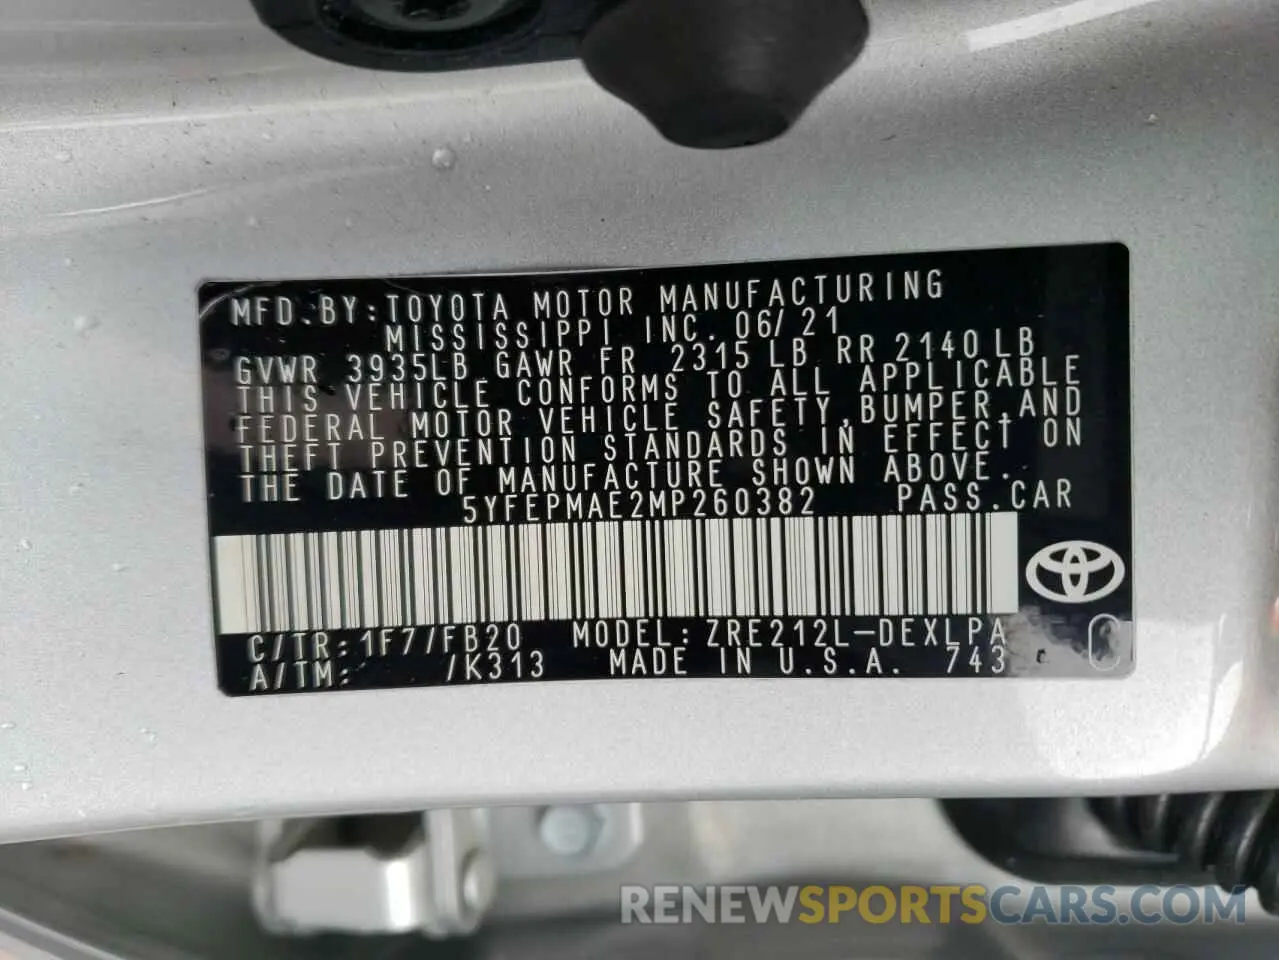 MFD.BY:TOYOTA MOTOR MANUFACTURING
MISSISSIPPI INC. 06/21
GVWR 3935LB GAWR FR 2315LB RR 2140LB
THIS VEHICLE CONFORMS TO ALL APPLICABLE
FEDERAL MOTOR VEHICLE SAFETY,BUMPER,AND
THEFT PREVENTION STANDARDS IN EFFECT ON
THE DATE OF MANUFACTURE SHOWN ABOVE.
5YFEPMAE2MP260382 PASS.CAR
C/TR:1F7/FB20 MODEL:ZRE212L-DEXLPA
A/TM: /K313 MADE IN U.S.A. 743
RENEWSPORTSCARS.COM